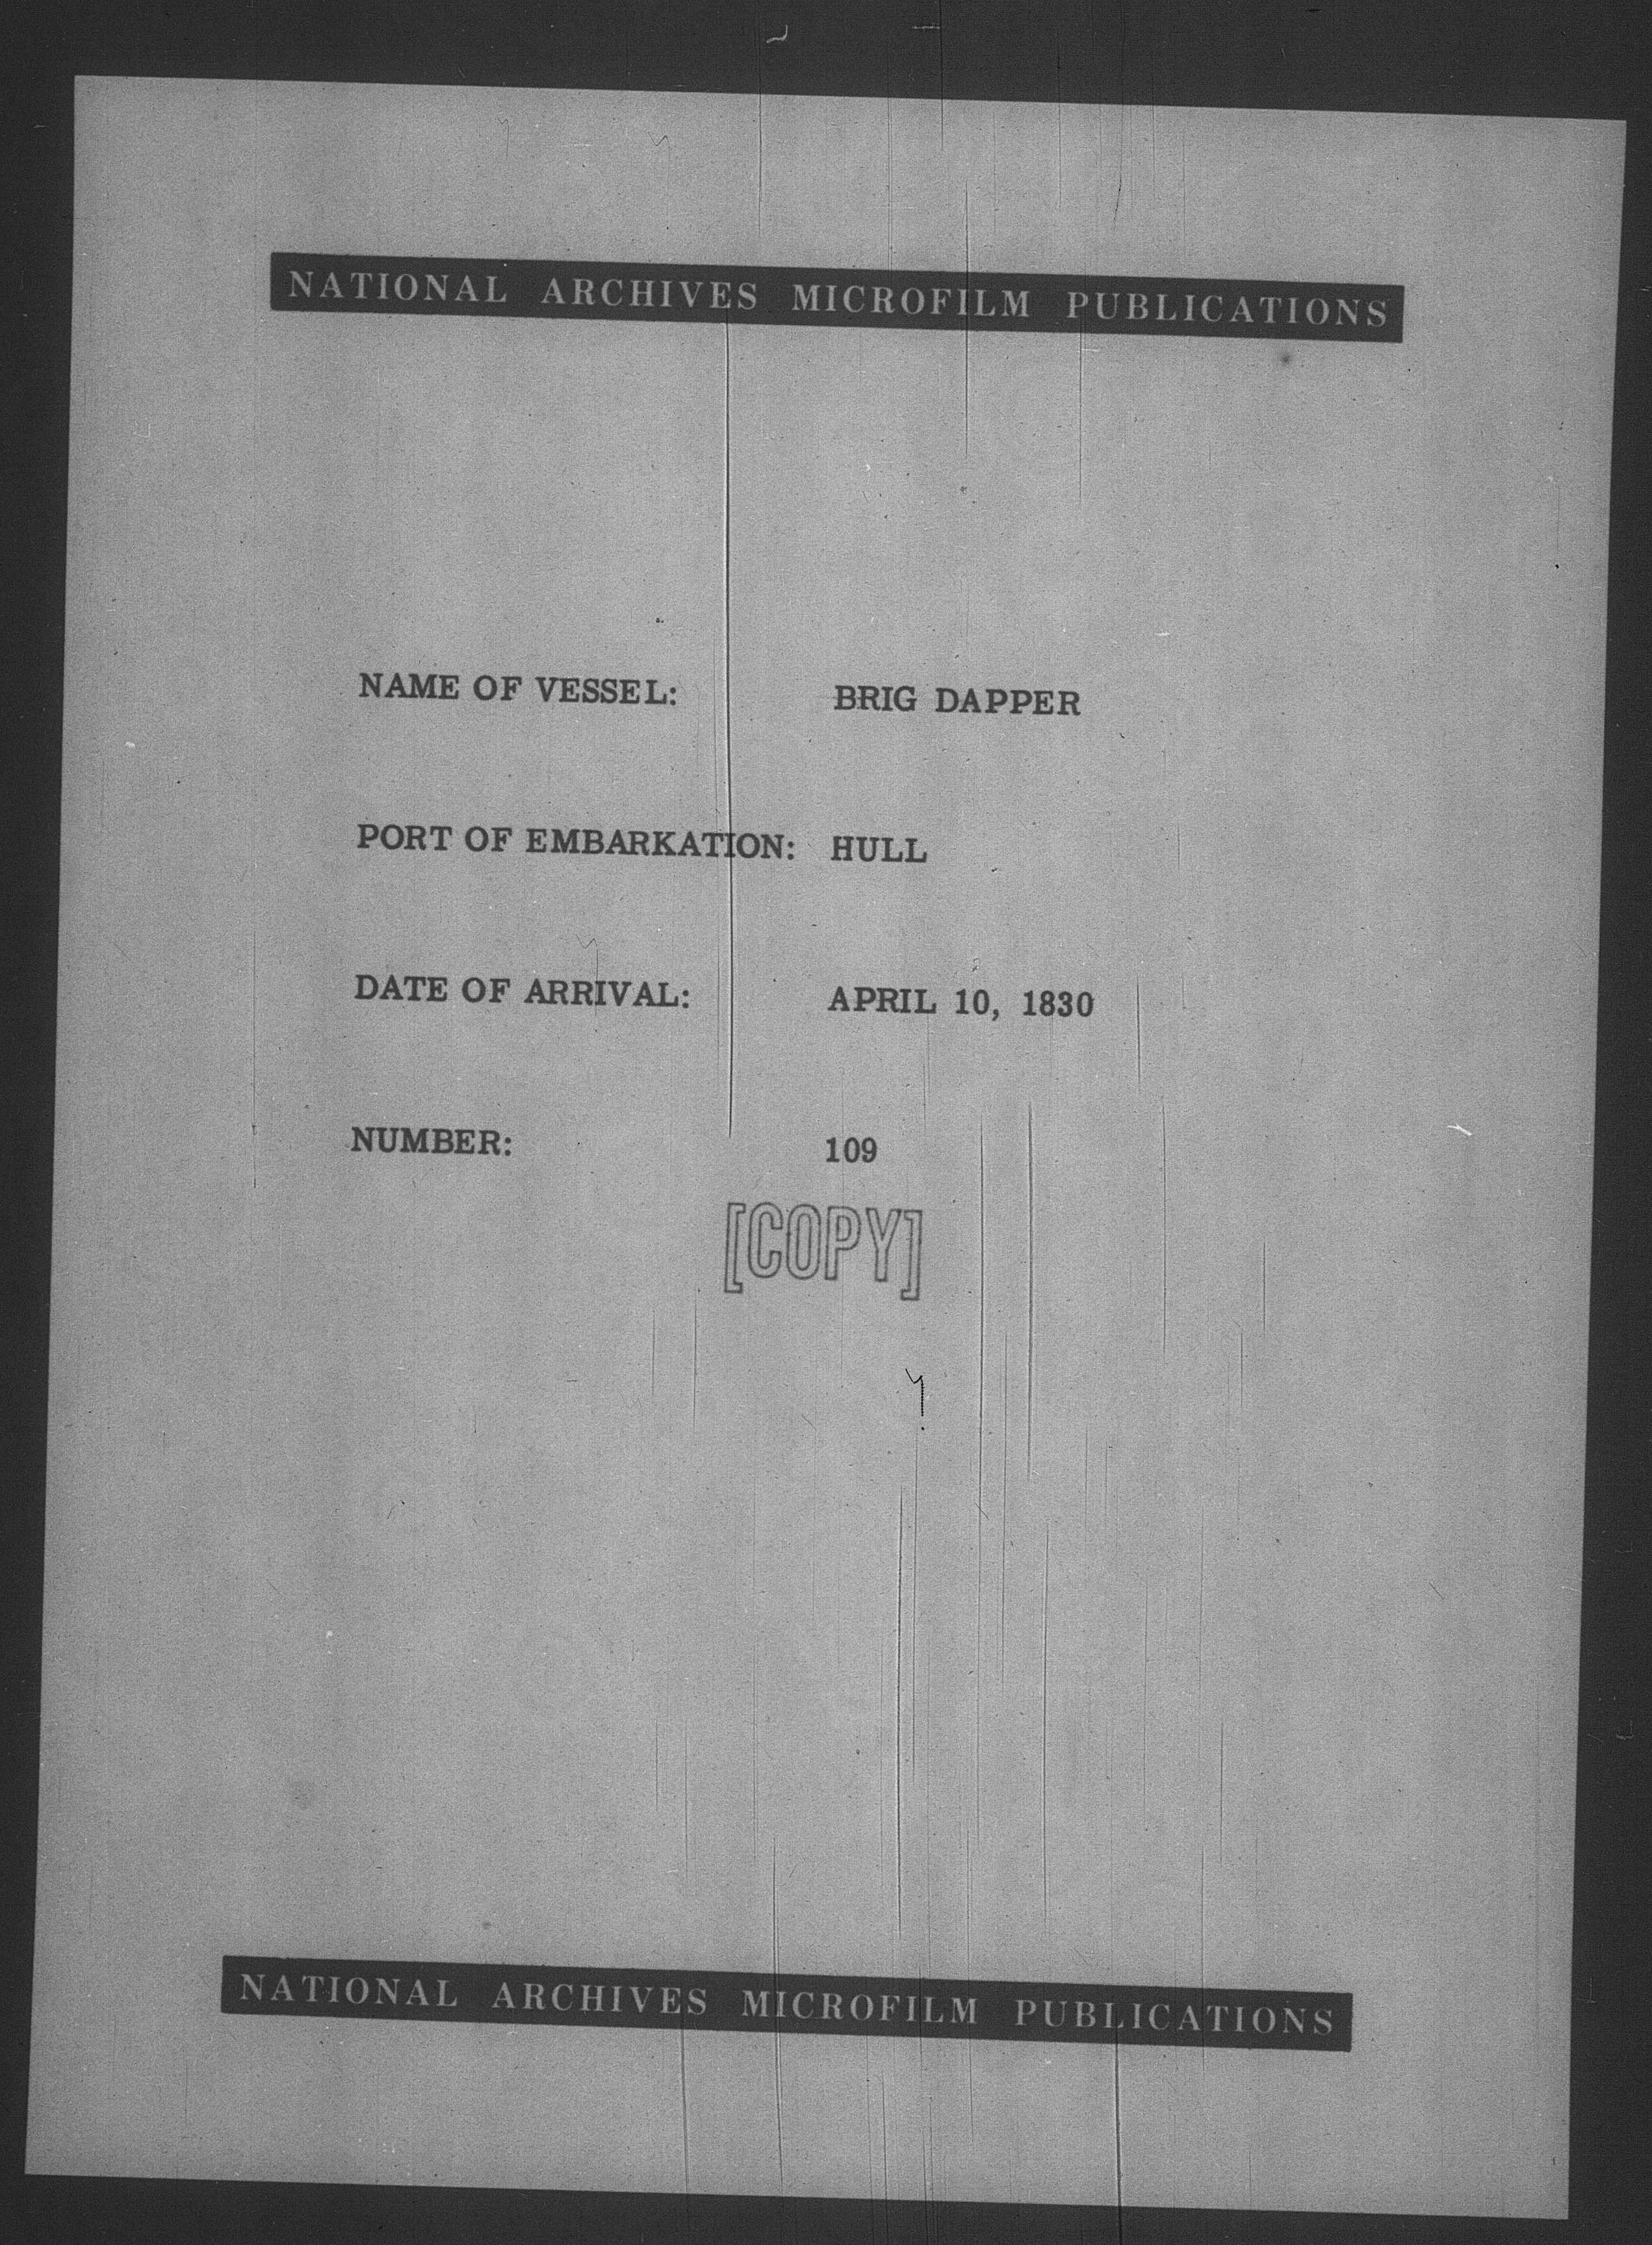 NATIONAL ARCHIVES MICROFILM PUBLICATIONS
NAME OF VESSEL: BRIG DAPPER
PORT OF EMBARKATION: HULL
DATE OF ARRIVAL: APRIL 10, 1830
NUMBER: 109
[COPY]
NATIONAL ARCHIVES MICROFILM PUBLICATIONS